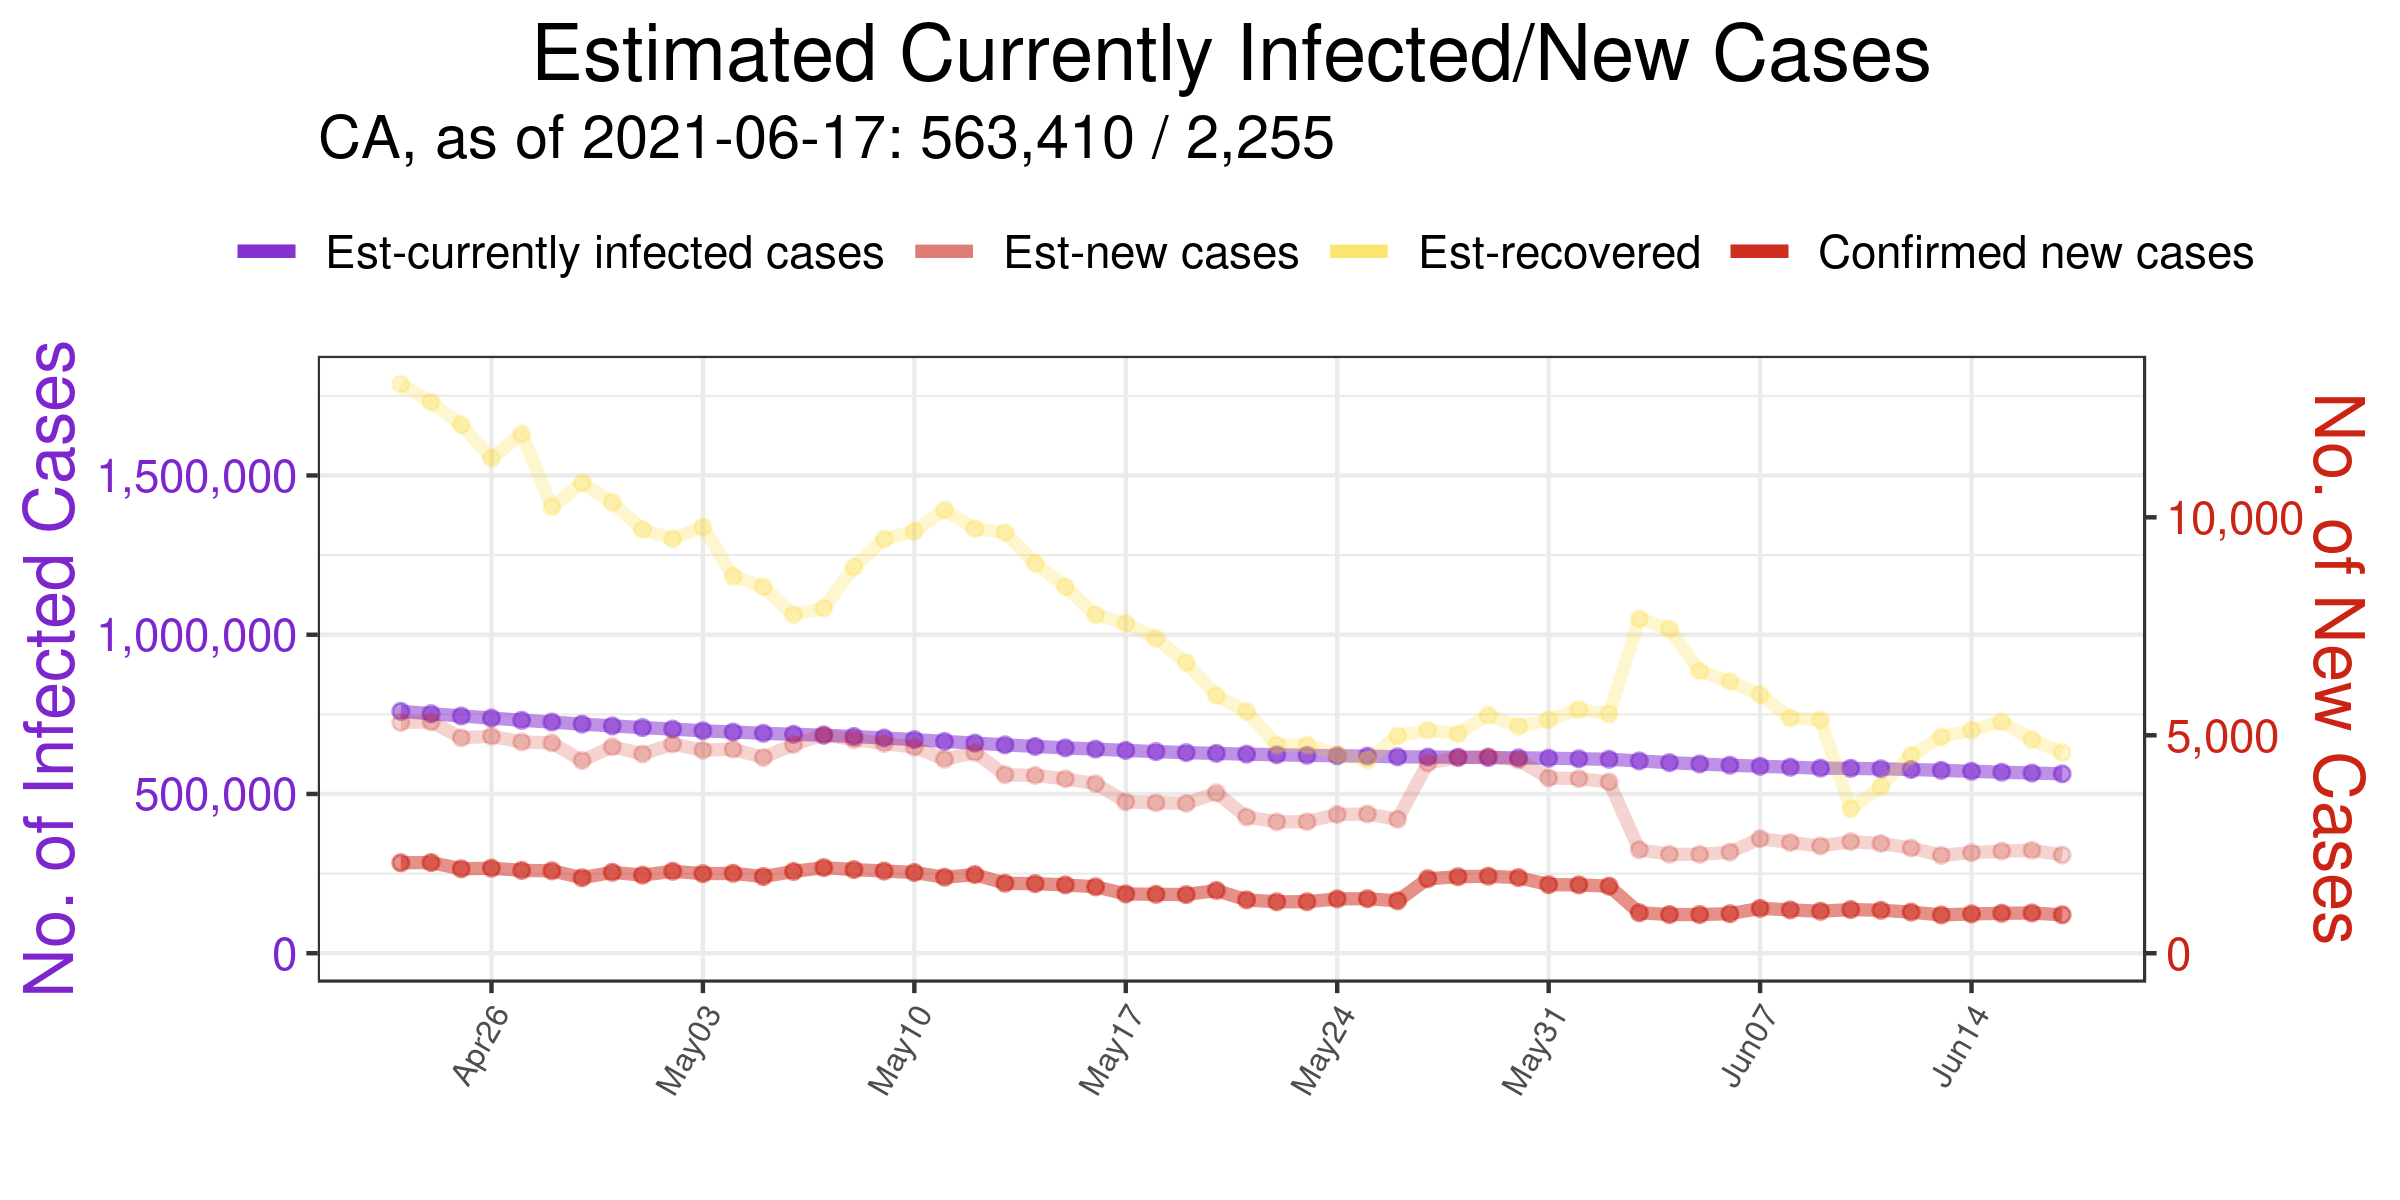 Estimated Currently Infected/New Cases
CA, as of 2021-06-17: 563,410 / 2,255
Est-currently infected cases Est-new cases Est-recovered Confirmed new cases
No. of Infected Cases
1,500,000
1,000,000
500,000
0
10,000
5,000
0
No. of New Cases
Apr26 May03 May10 May17 May24 May31 Jun07 Jun14